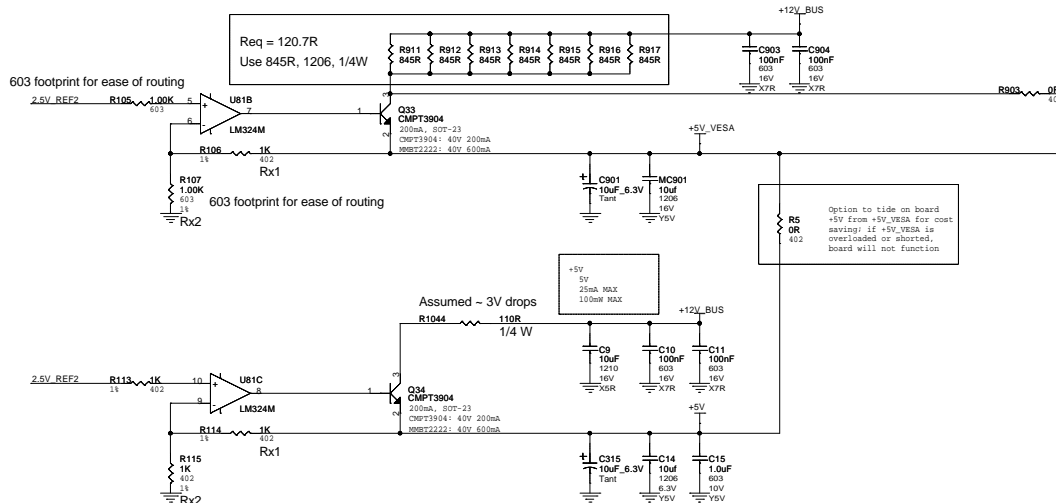 +12V_BUS
Req = 120.7R
Use 845R, 1206, 1/4W
R911
845R
R912
845R
R913
845R
R914
845R
R915
845R
R916
845R
R917
845R
C903
100nF
603
16V
X7R
C904
100nF
603
16V
X7R
603 footprint for ease of routing
2.5V_REF2
R105
1.00K
603
5
6
7
+
-
U81B
LM324M
1
3
2
Q33
CMPT3904
200mA, SOT-23
CMPT3904: 40V 200mA
MMBT2222: 40V 600mA
R903
0R
40
+5V_VESA
R106
1%
1K
402
Rx1
R107
1.00K
603
1%
Rx2
603 footprint for ease of routing
+
C901
10uF_6.3V
Tant
MC901
10uf
1206
16V
Y5V
R5
0R
402
Option to tide on board
+5V from +5V_VESA for cost
saving; if +5V_VESA is
overloaded or shorted,
board will not function
+5V
5V
25mA MAX
100mW MAX
Assumed ~ 3V drops
R1044
110R
1/4 W
+12V_BUS
C9
10uF
1210
16V
X5R
C10
100nF
603
16V
X7R
C11
100nF
603
16V
X7R
2.5V_REF2
R113
1%
1K
402
10
9
8
+
-
U81C
LM324M
1
3
2
Q34
CMPT3904
200mA, SOT-23
CMPT3904: 40V 200mA
MMBT2222: 40V 600mA
+5V
R114
1%
1K
402
Rx1
R115
1K
402
1%
Rx2
+
C315
10uF_6.3V
Tant
C14
10uf
1206
6.3V
Y5V
C15
1.0uF
603
10V
Y5V